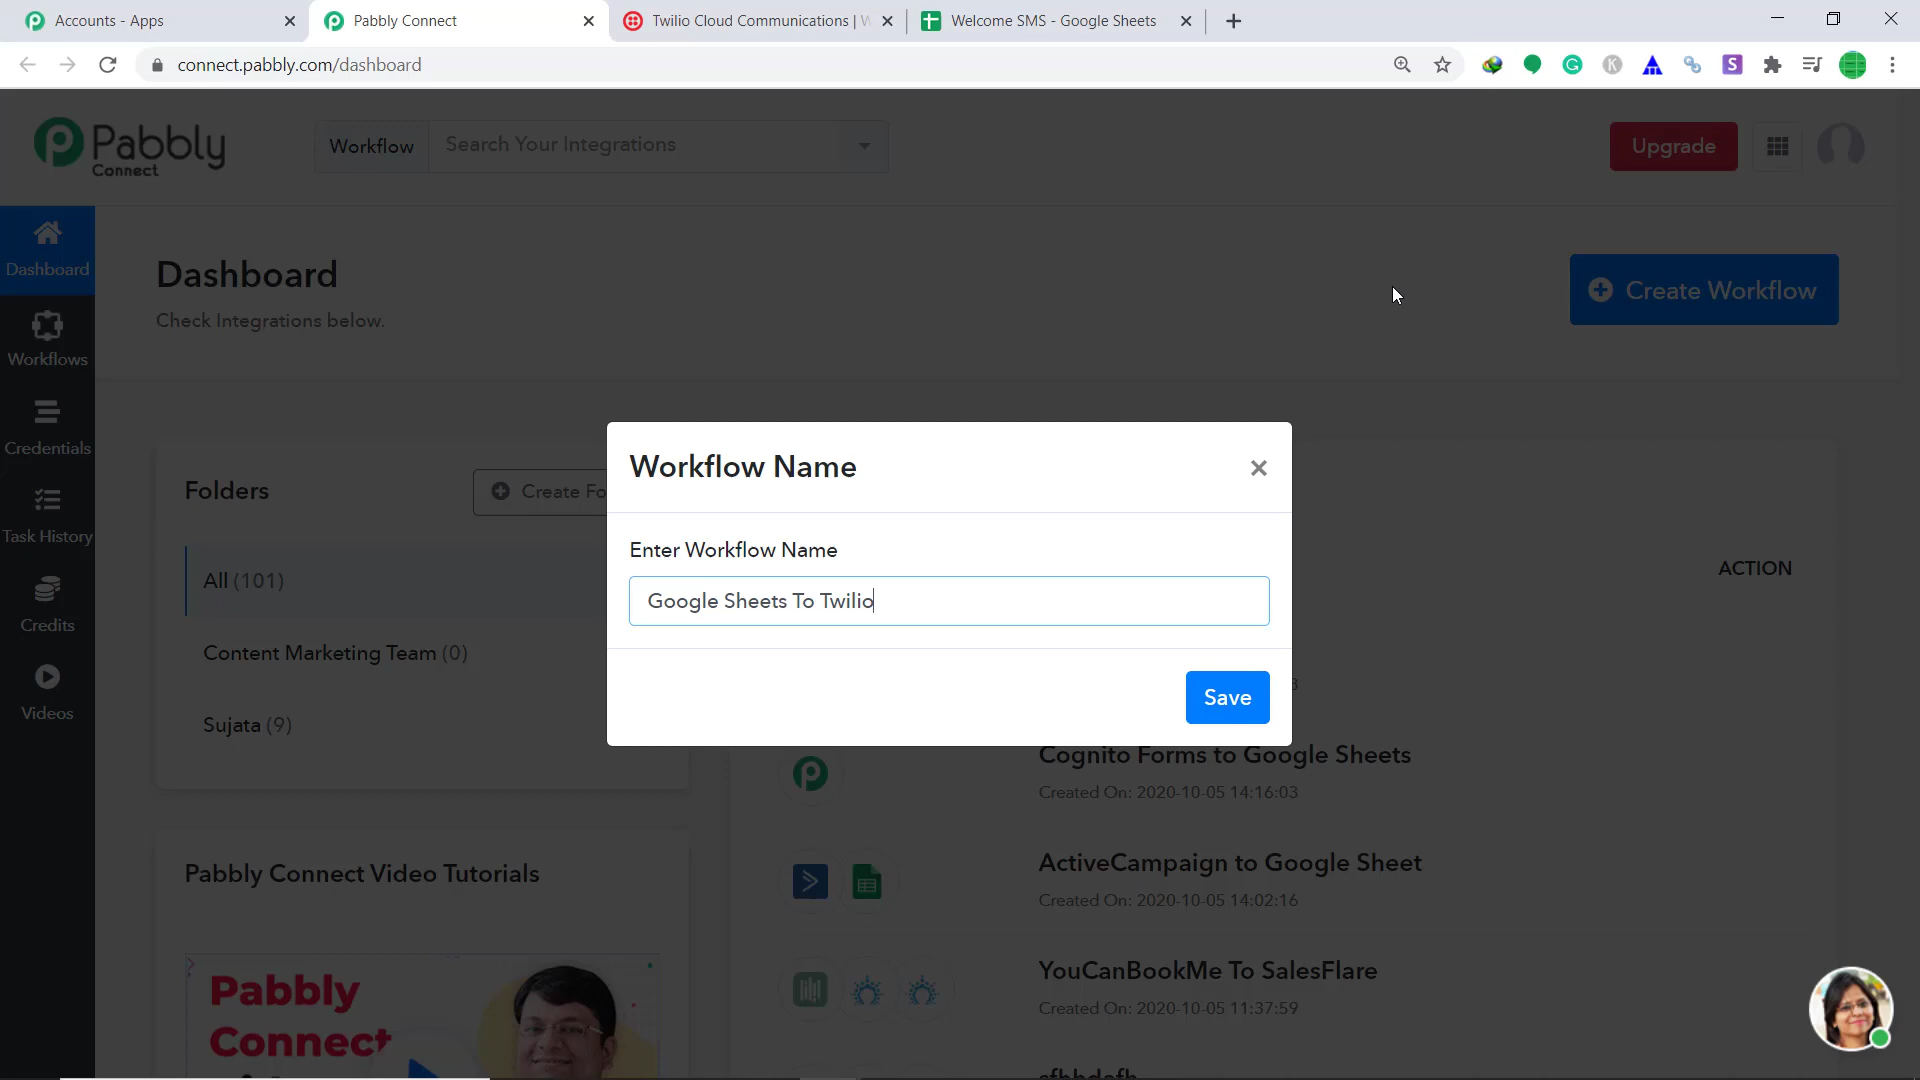 Accounts - Apps
Pabbly Connect
Twilio Cloud Communications | W
Welcome SMS - Google Sheets
connect.pabbly.com/dashboard
Pabbly
Connect
Workflow
Search Your Integrations
Upgrade
Dashboard
Workflows
Credentials
Task History
Credits
Videos
Dashboard
Check Integrations below.
Create Workflow
Folders
Create Fo
All (101)
Content Marketing Team (0)
Sujata (9)
Workflow Name
Enter Workflow Name
Google Sheets To Twilio
Save
ACTION
Cognito Forms to Google Sheets
Created On: 2020-10-05 14:16:03
ActiveCampaign to Google Sheet
Created On: 2020-10-05 14:02:16
YouCanBookMe To SalesFlare
Created On: 2020-10-05 11:37:59
Pabbly Connect Video Tutorials
Pabbly
Connect